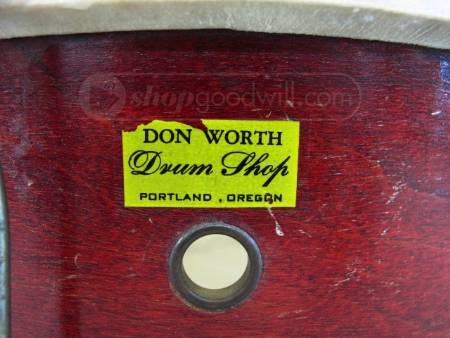 shopgoodwill.com
DON WORTH
Drum Shop
PORTLAND , OREGON